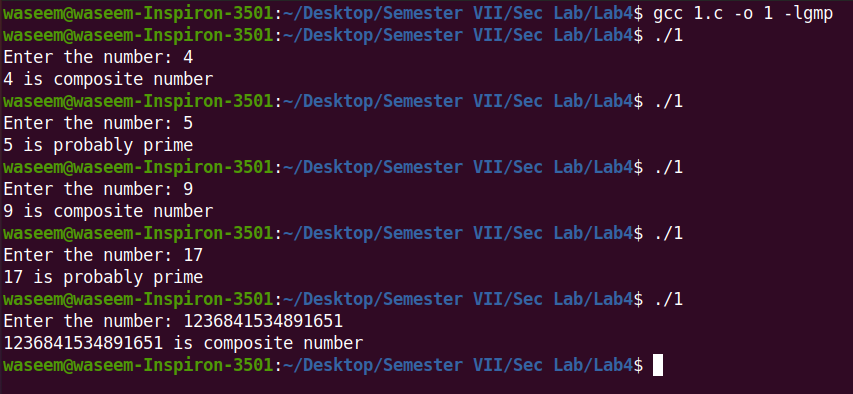 waseem@waseem-Inspiron-3501:~/Desktop/Semester VII/Sec Lab/Lab4$ gcc 1.c -o 1 -lgmp
waseem@waseem-Inspiron-3501:~/Desktop/Semester VII/Sec Lab/Lab4$ ./1
Enter the number: 4
4 is composite number
waseem@waseem-Inspiron-3501:~/Desktop/Semester VII/Sec Lab/Lab4$ ./1
Enter the number: 5
5 is probably prime
waseem@waseem-Inspiron-3501:~/Desktop/Semester VII/Sec Lab/Lab4$ ./1
Enter the number: 9
9 is composite number
waseem@waseem-Inspiron-3501:~/Desktop/Semester VII/Sec Lab/Lab4$ ./1
Enter the number: 17
17 is probably prime
waseem@waseem-Inspiron-3501:~/Desktop/Semester VII/Sec Lab/Lab4$ ./1
Enter the number: 1236841534891651
1236841534891651 is composite number
waseem@waseem-Inspiron-3501:~/Desktop/Semester VII/Sec Lab/Lab4$